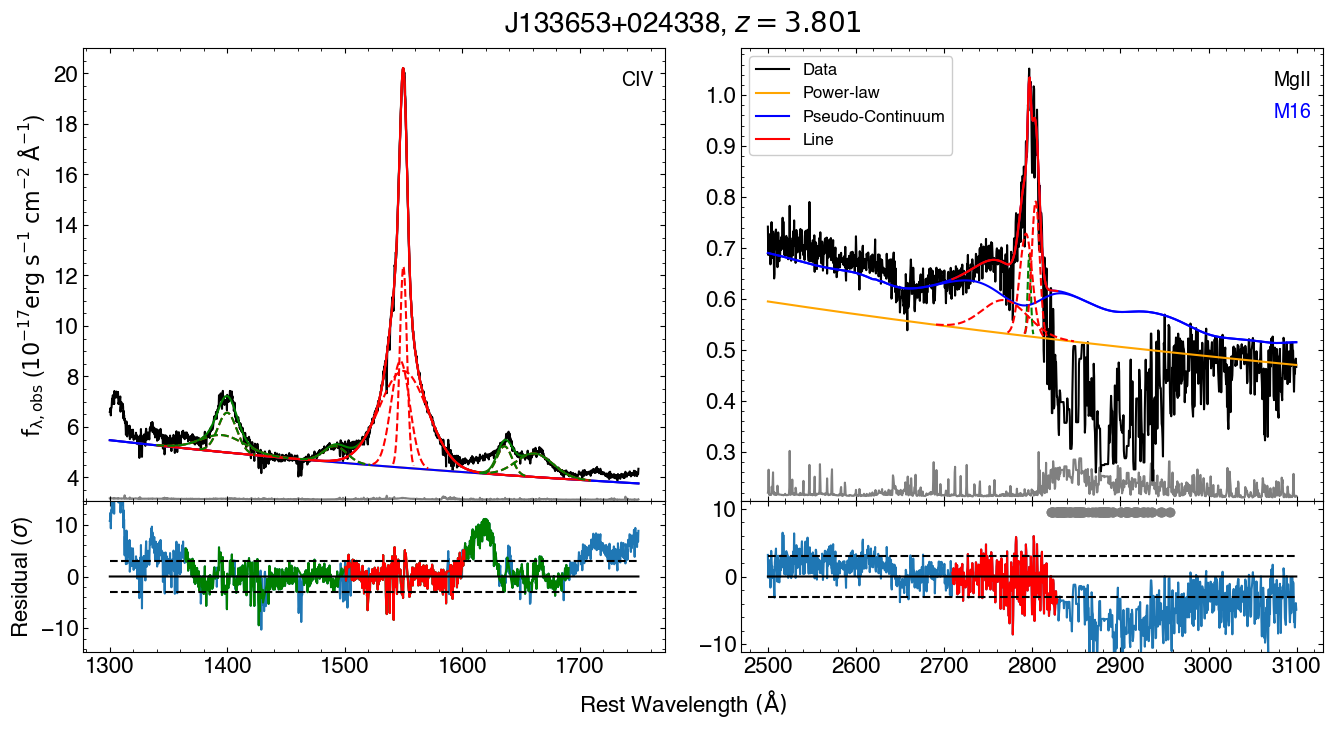 J133653+024338, z = 3.801
CIV
20
18
16
14
12
10
8
6
4
f_λ,obs (10^−17 erg s^−1 cm^−2 Å^−1)
Data
Power-law
Pseudo-Continuum
Line
MgII
M16
1.0
0.9
0.8
0.7
0.6
0.5
0.4
0.3
10
0
−10
Residual (σ)
1300 1400 1500 1600 1700
10
0
−10
2500 2600 2700 2800 2900 3000 3100
Rest Wavelength (Å)